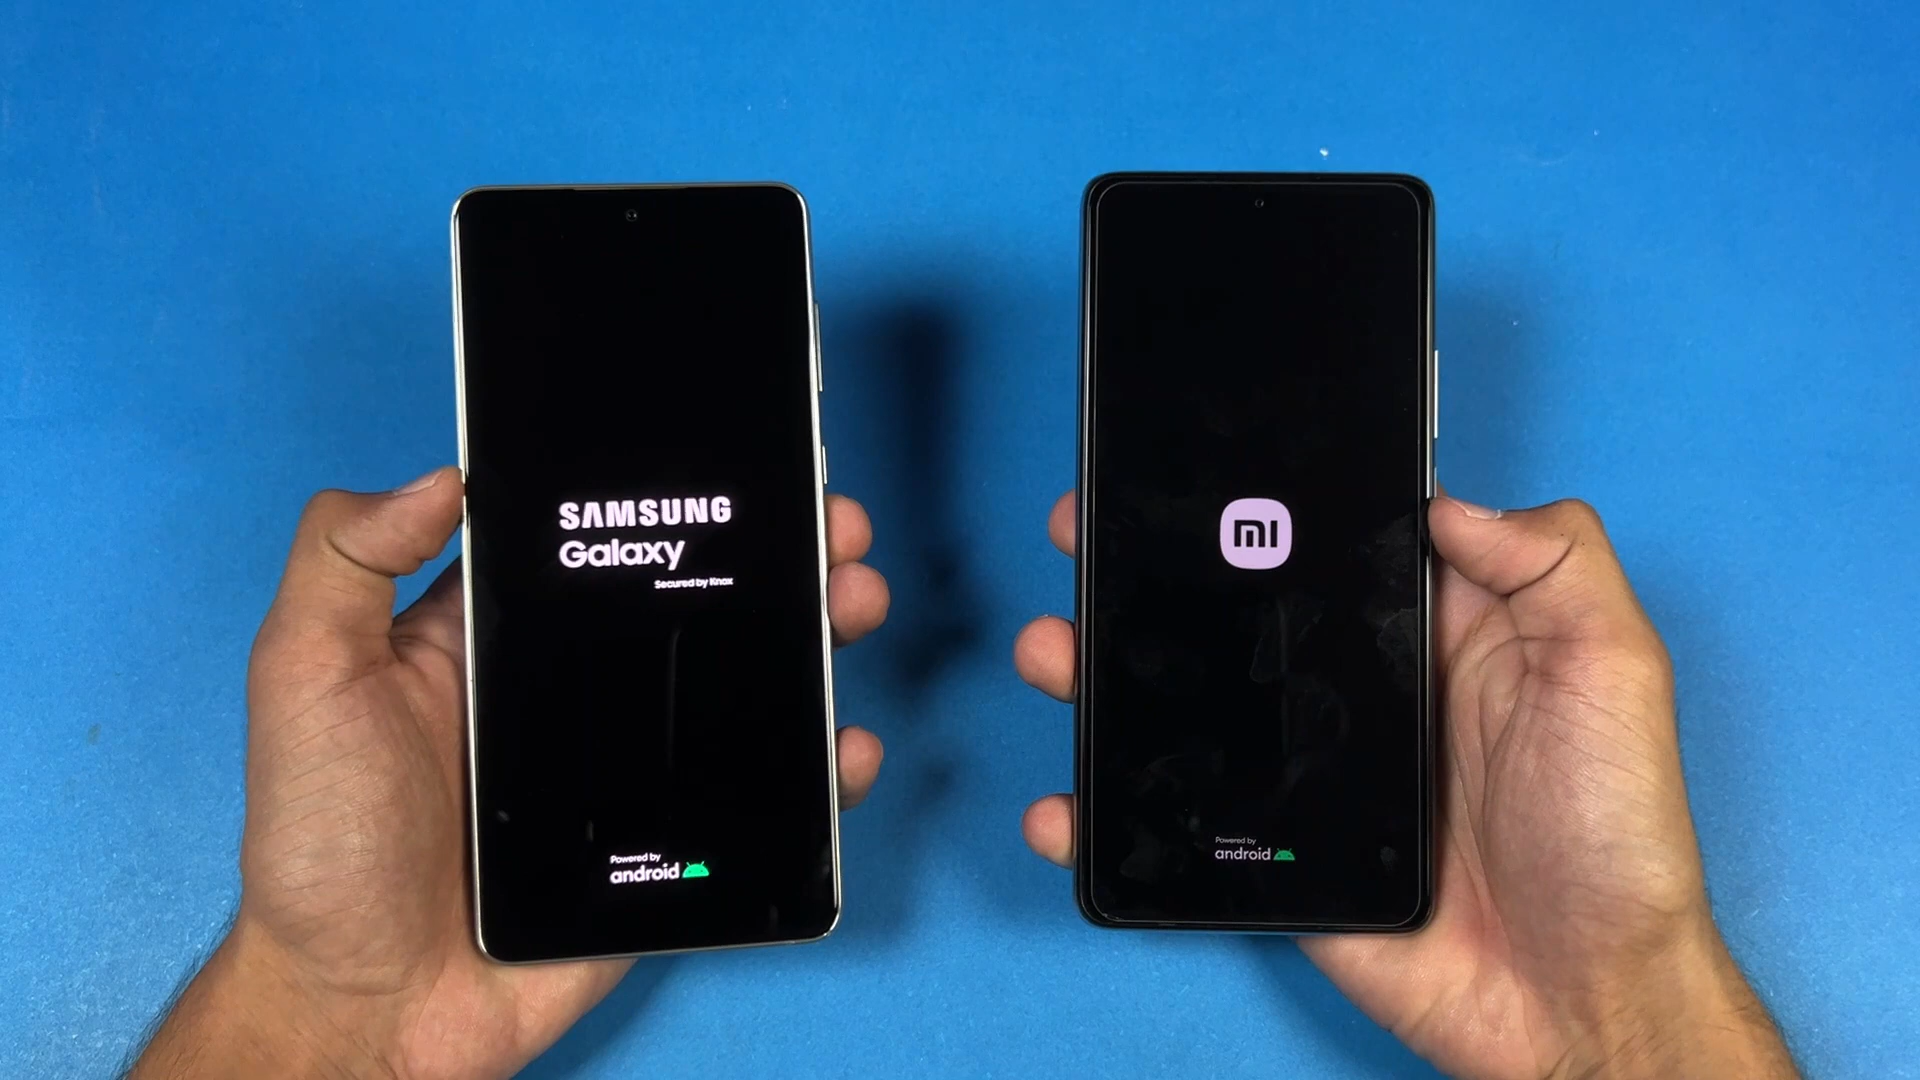 SAMSUNG
Galaxy
Secured by Knox
Powered by
android
mi
Powered by
android